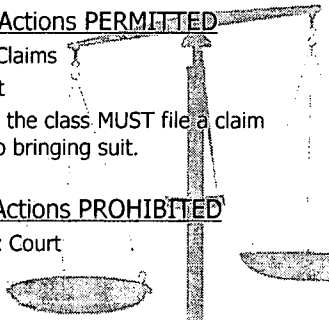 Actions PERMITTED
Claims
t
the class MUST file a claim
o bringing suit.
Actions PROHIBITED
Court